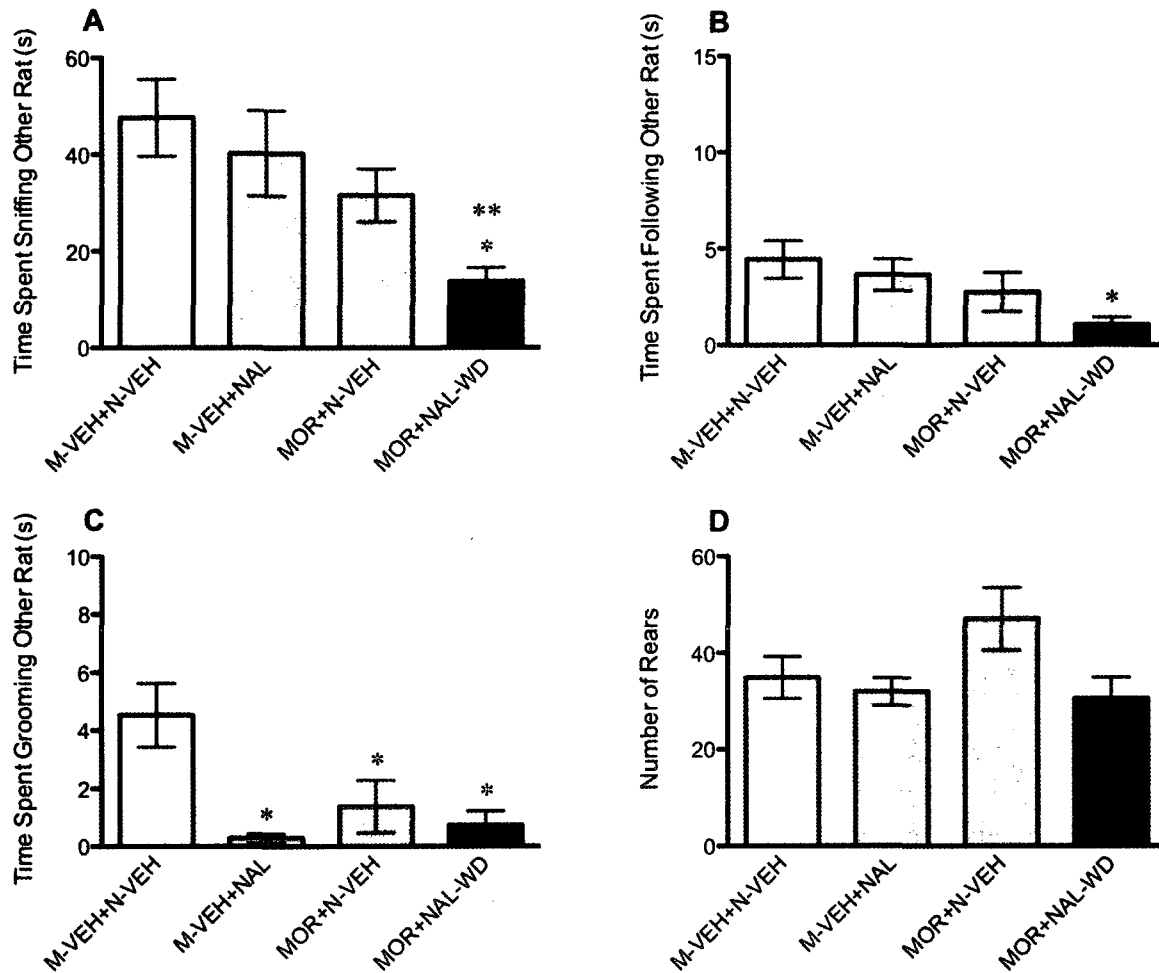 A
Time Spent Sniffing Other Rat (s)
60
40
20
0
**
*
M-VEH+N-VEH
M-VEH+NAL
MOR+N-VEH
MOR+NAL-WD
B
Time Spent Following Other Rat (s)
15
10
5
0
*
M-VEH+N-VEH
M-VEH+NAL
MOR+N-VEH
MOR+NAL-WD
C
Time Spent Grooming Other Rat (s)
10
8
6
4
2
0
*
*
*
M-VEH+N-VEH
M-VEH+NAL
MOR+N-VEH
MOR+NAL-WD
D
Number of Rears
60
40
20
0
M-VEH+N-VEH
M-VEH+NAL
MOR+N-VEH
MOR+NAL-WD